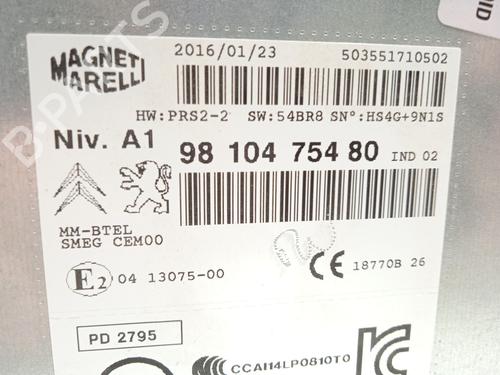 MAGNETI MARELLI
2016/01/23 503551710502
HW:PRS2-2 SW:54BR8 SN°:HS4G+9N1S
Niv. A1 98 104 754 80 IND 02
MM-BTEL
SMEG CEM00
E2 04 13075-00
CE 18770B 26
PD 2795
CCAI14LP0810T0
B-PARTS